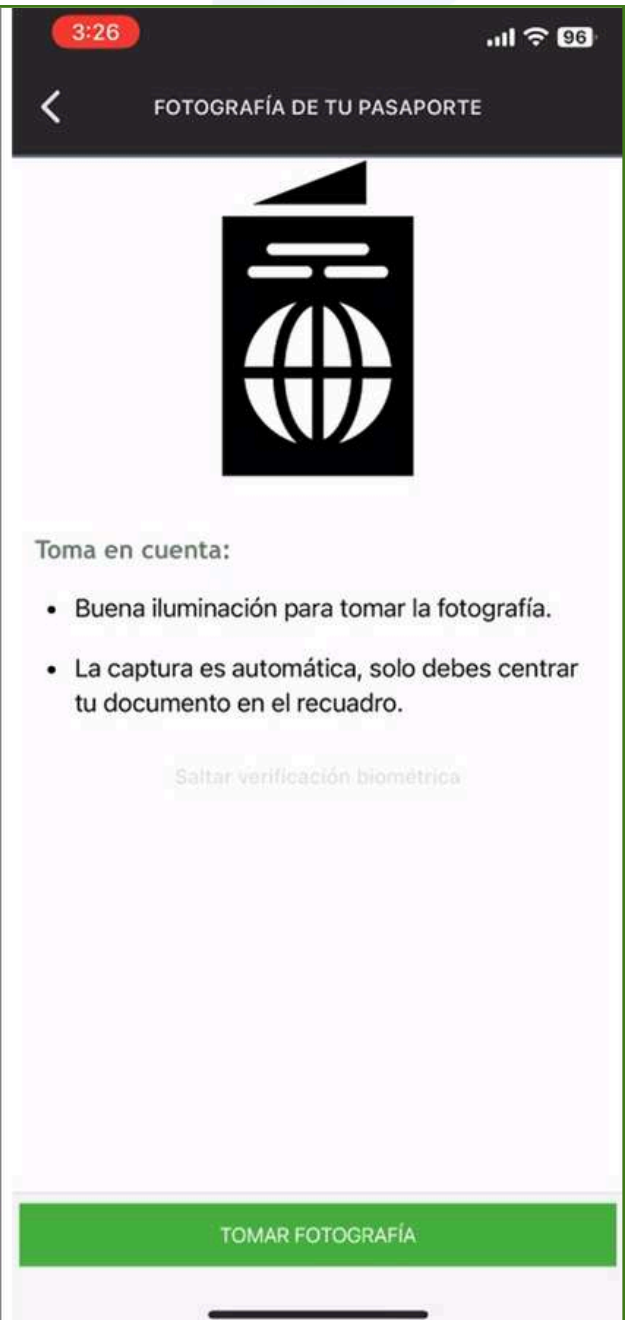 3:26
96
FOTOGRAFÍA DE TU PASAPORTE
Toma en cuenta:
• Buena iluminación para tomar la fotografía.
• La captura es automática, solo debes centrar
tu documento en el recuadro.
Saltar verificación biométrica
TOMAR FOTOGRAFÍA